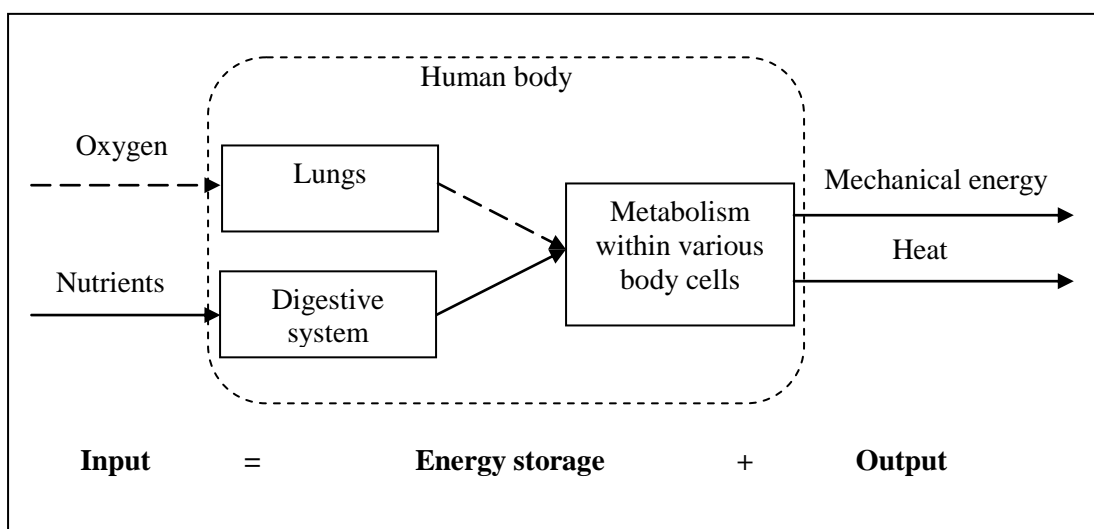 Human body
Oxygen
Lungs
Mechanical energy
Metabolism
within various
body cells
Heat
Nutrients
Digestive
system
Input = Energy storage + Output